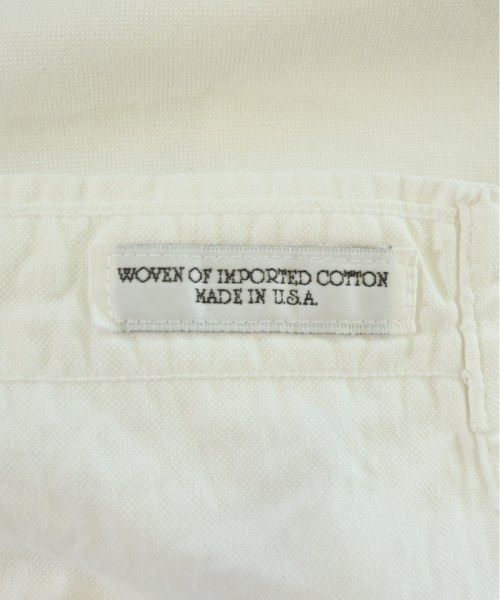 WOVEN OF IMPORTED COTTON
MADE IN U.S.A.